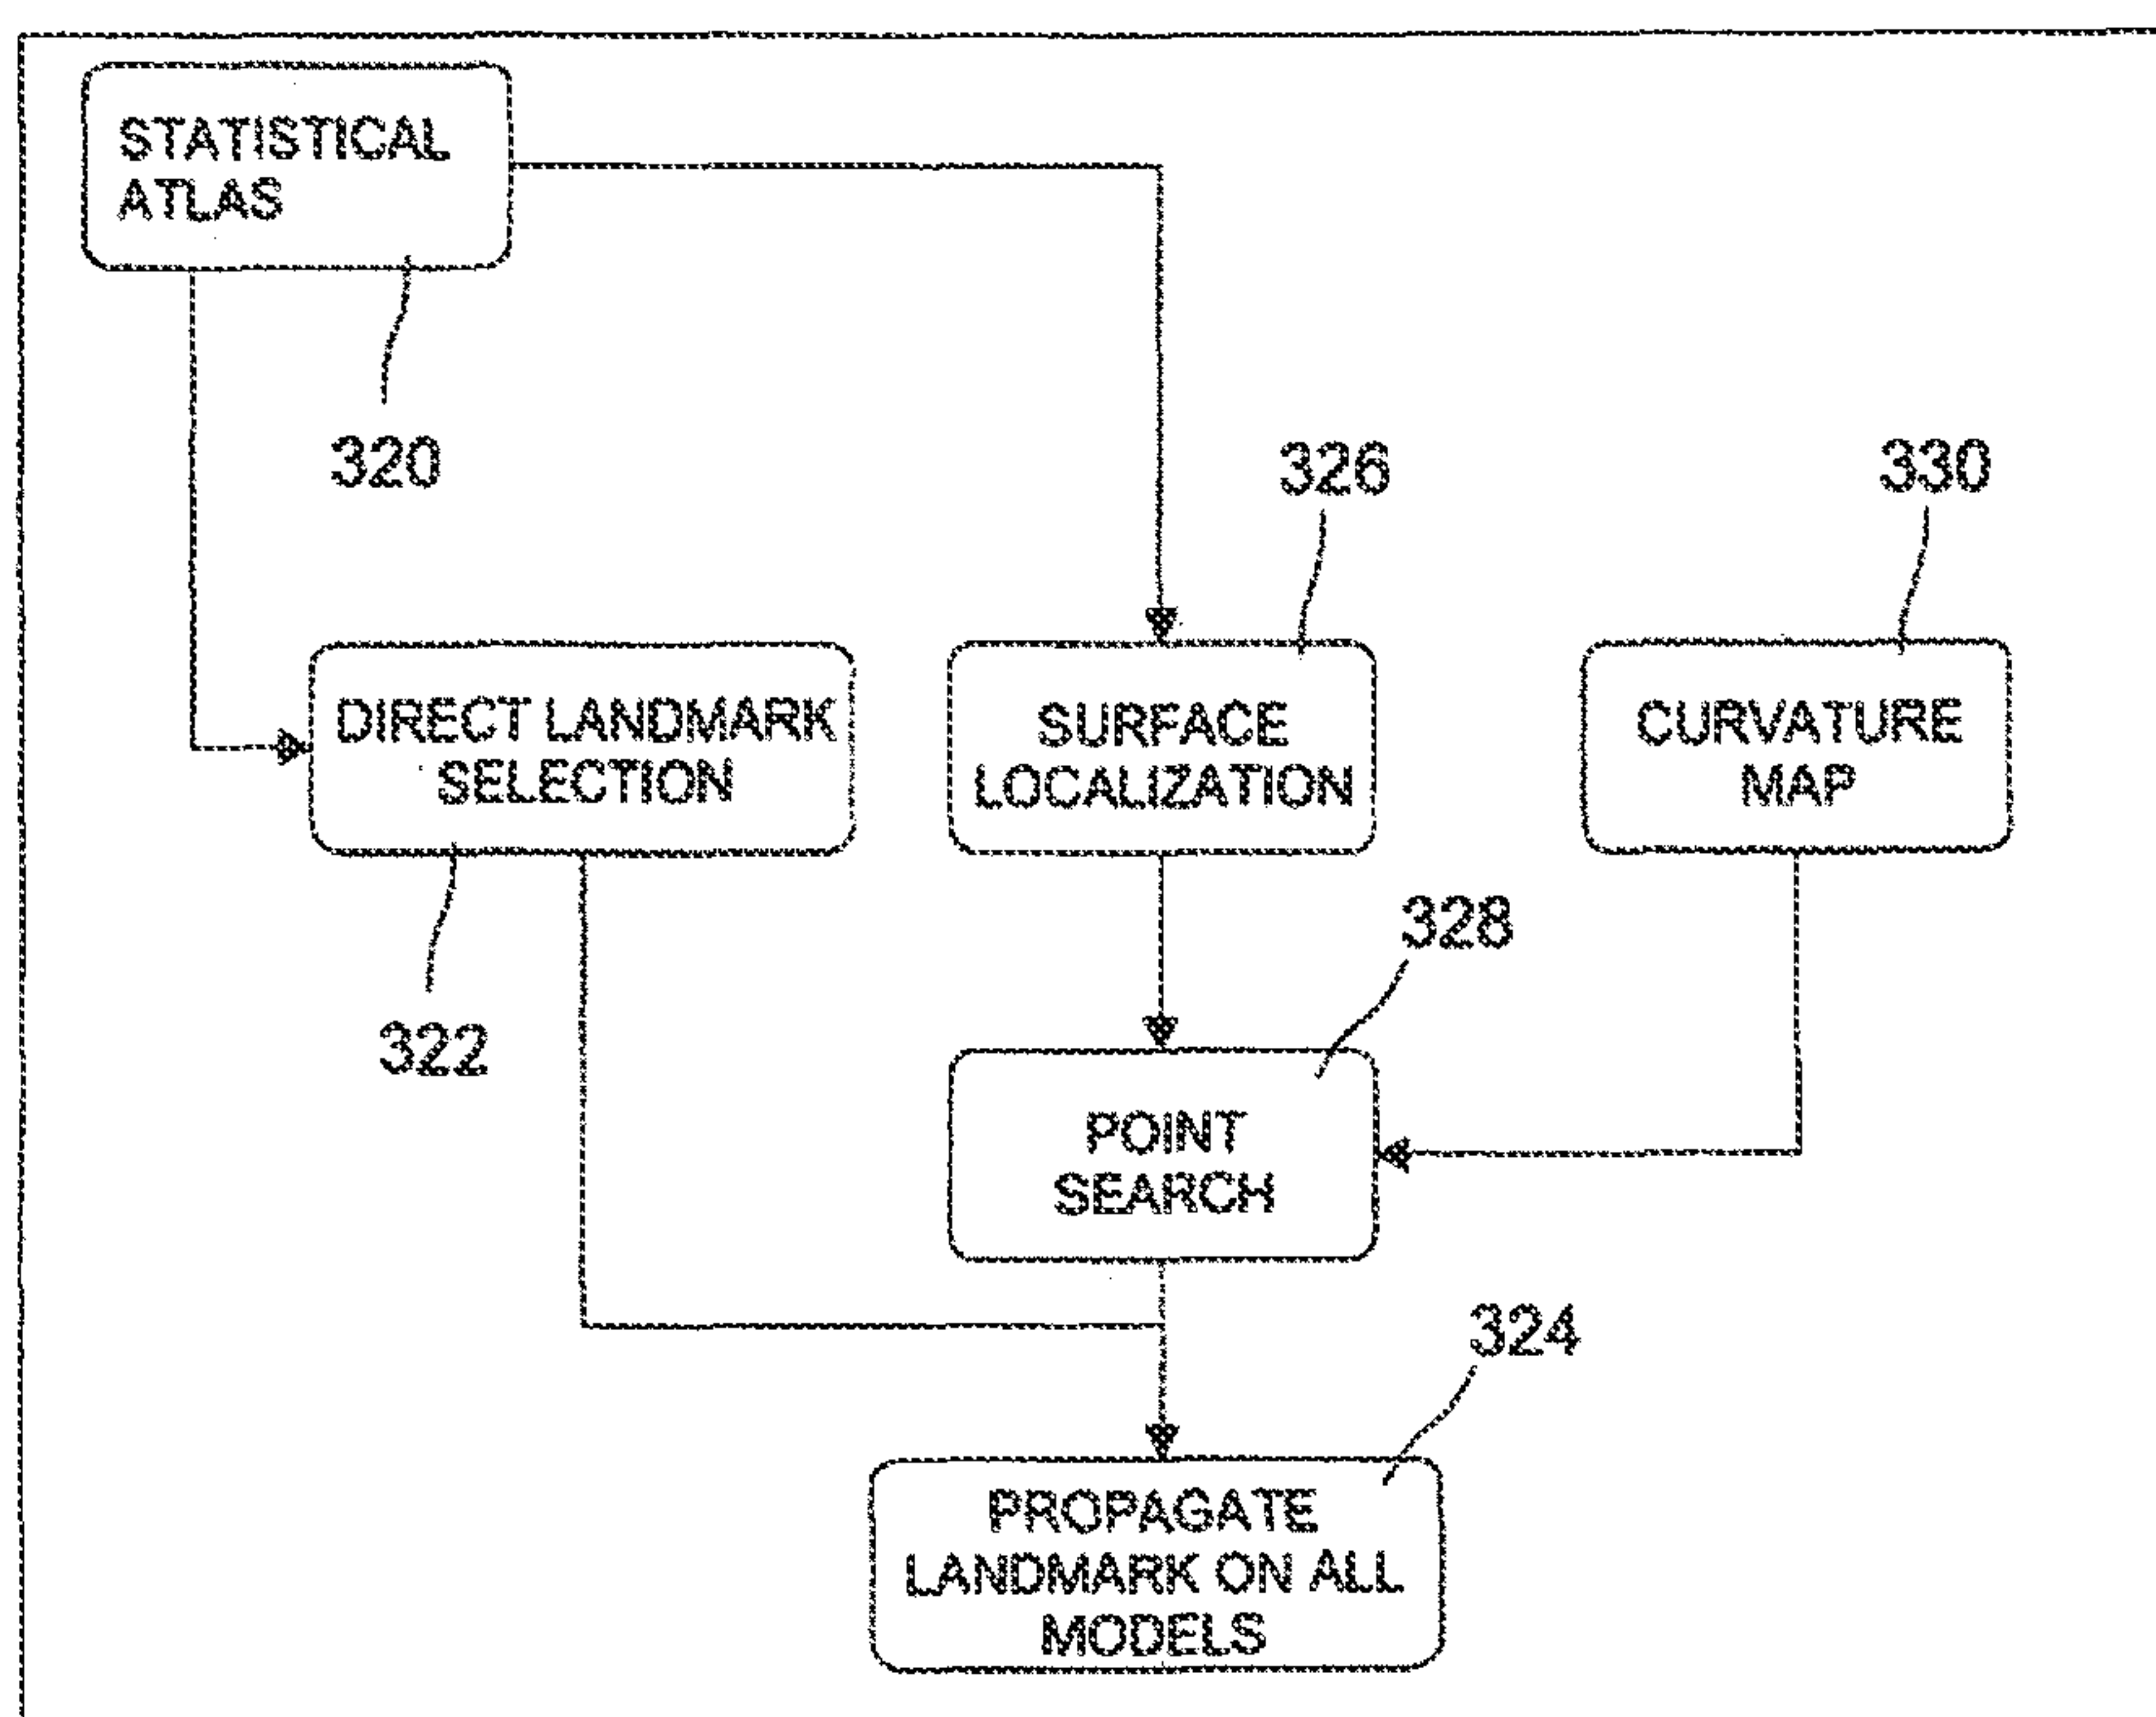 STATISTICAL
ATLAS
320
326
330
DIRECT LANDMARK
SELECTION
SURFACE
LOCALIZATION
CURVATURE
MAP
328
322
POINT
SEARCH
324
PROPAGATE
LANDMARK ON ALL
MODELS